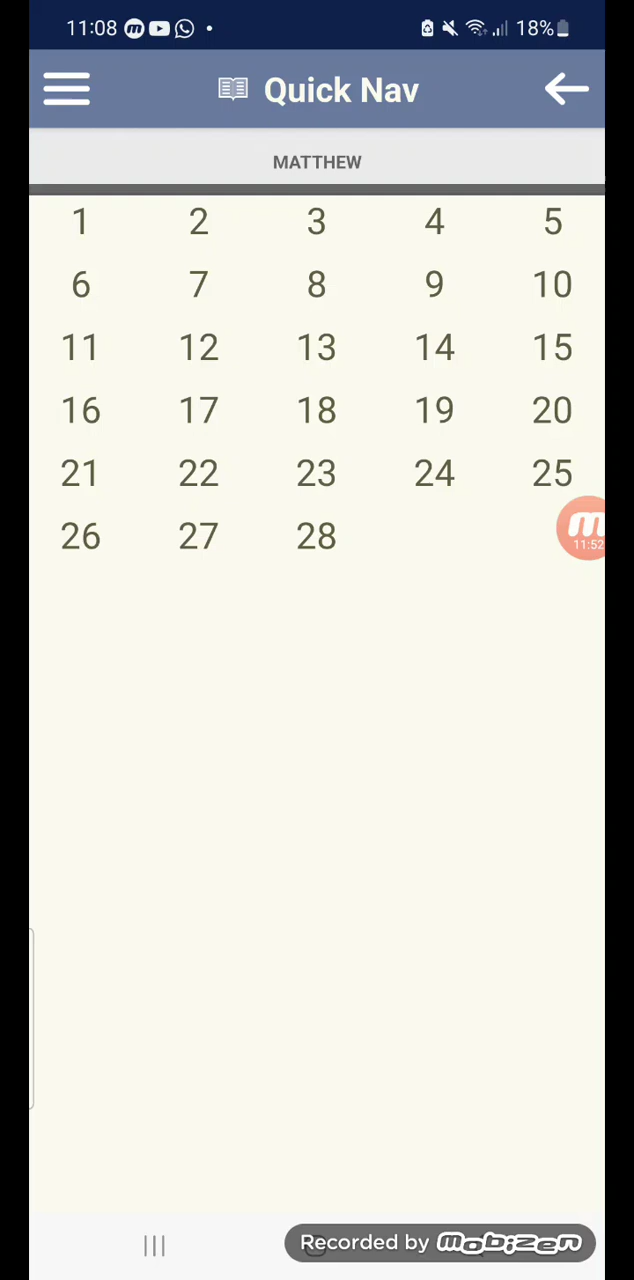 11:08 18%
Quick Nav
MATTHEW
1 2 3 4 5
6 7 8 9 10
11 12 13 14 15
16 17 18 19 20
21 22 23 24 25
26 27 28
m
11:52
Recorded by mobizen